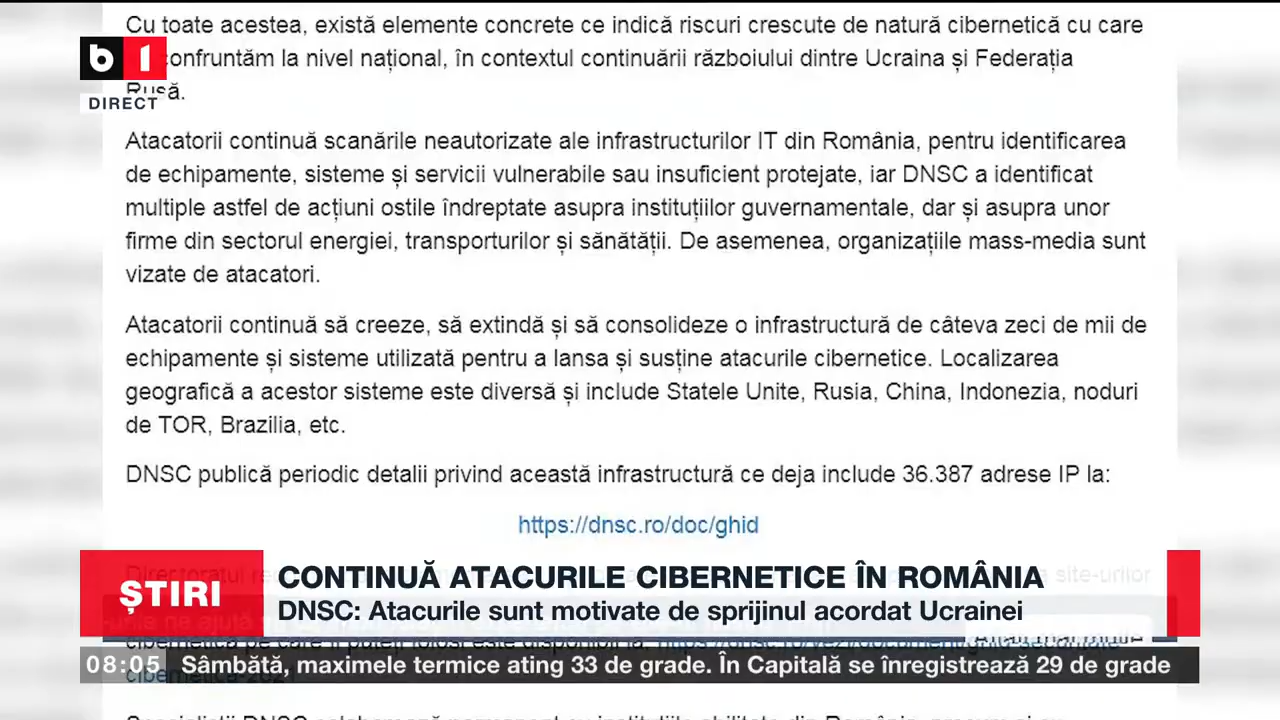 Cu toate acestea, există elemente concrete ce indică riscuri crescute de natură cibernetică cu care
b1
confruntăm la nivel național, în contextul continuării războiului dintre Ucraina și Federația
Rusă.
DIRECT
Atacatorii continuă scanările neautorizate ale infrastructurilor IT din România, pentru identificarea
de echipamente, sisteme și servicii vulnerabile sau insuficient protejate, iar DNSC a identificat
multiple astfel de acțiuni ostile îndreptate asupra instituțiilor guvernamentale, dar și asupra unor
firme din sectorul energiei, transporturilor și sănătății. De asemenea, organizațiile mass-media sunt
vizate de atacatori.
Atacatorii continuă să creeze, să extindă și să consolideze o infrastructură de câteva zeci de mii de
echipamente și sisteme utilizată pentru a lansa și susține atacurile cibernetice. Localizarea
geografică a acestor sisteme este diversă și include Statele Unite, Rusia, China, Indonezia, noduri
de TOR, Brazilia, etc.
DNSC publică periodic detalii privind această infrastructură ce deja include 36.387 adrese IP la:
https://dnsc.ro/doc/ghid
ȘTIRI
CONTINUĂ ATACURILE CIBERNETICE ÎN ROMÂNIA
DNSC: Atacurile sunt motivate de sprijinul acordat Ucrainei
08:05 Sâmbătă, maximele termice ating 33 de grade. În Capitală se înregistrează 29 de grade